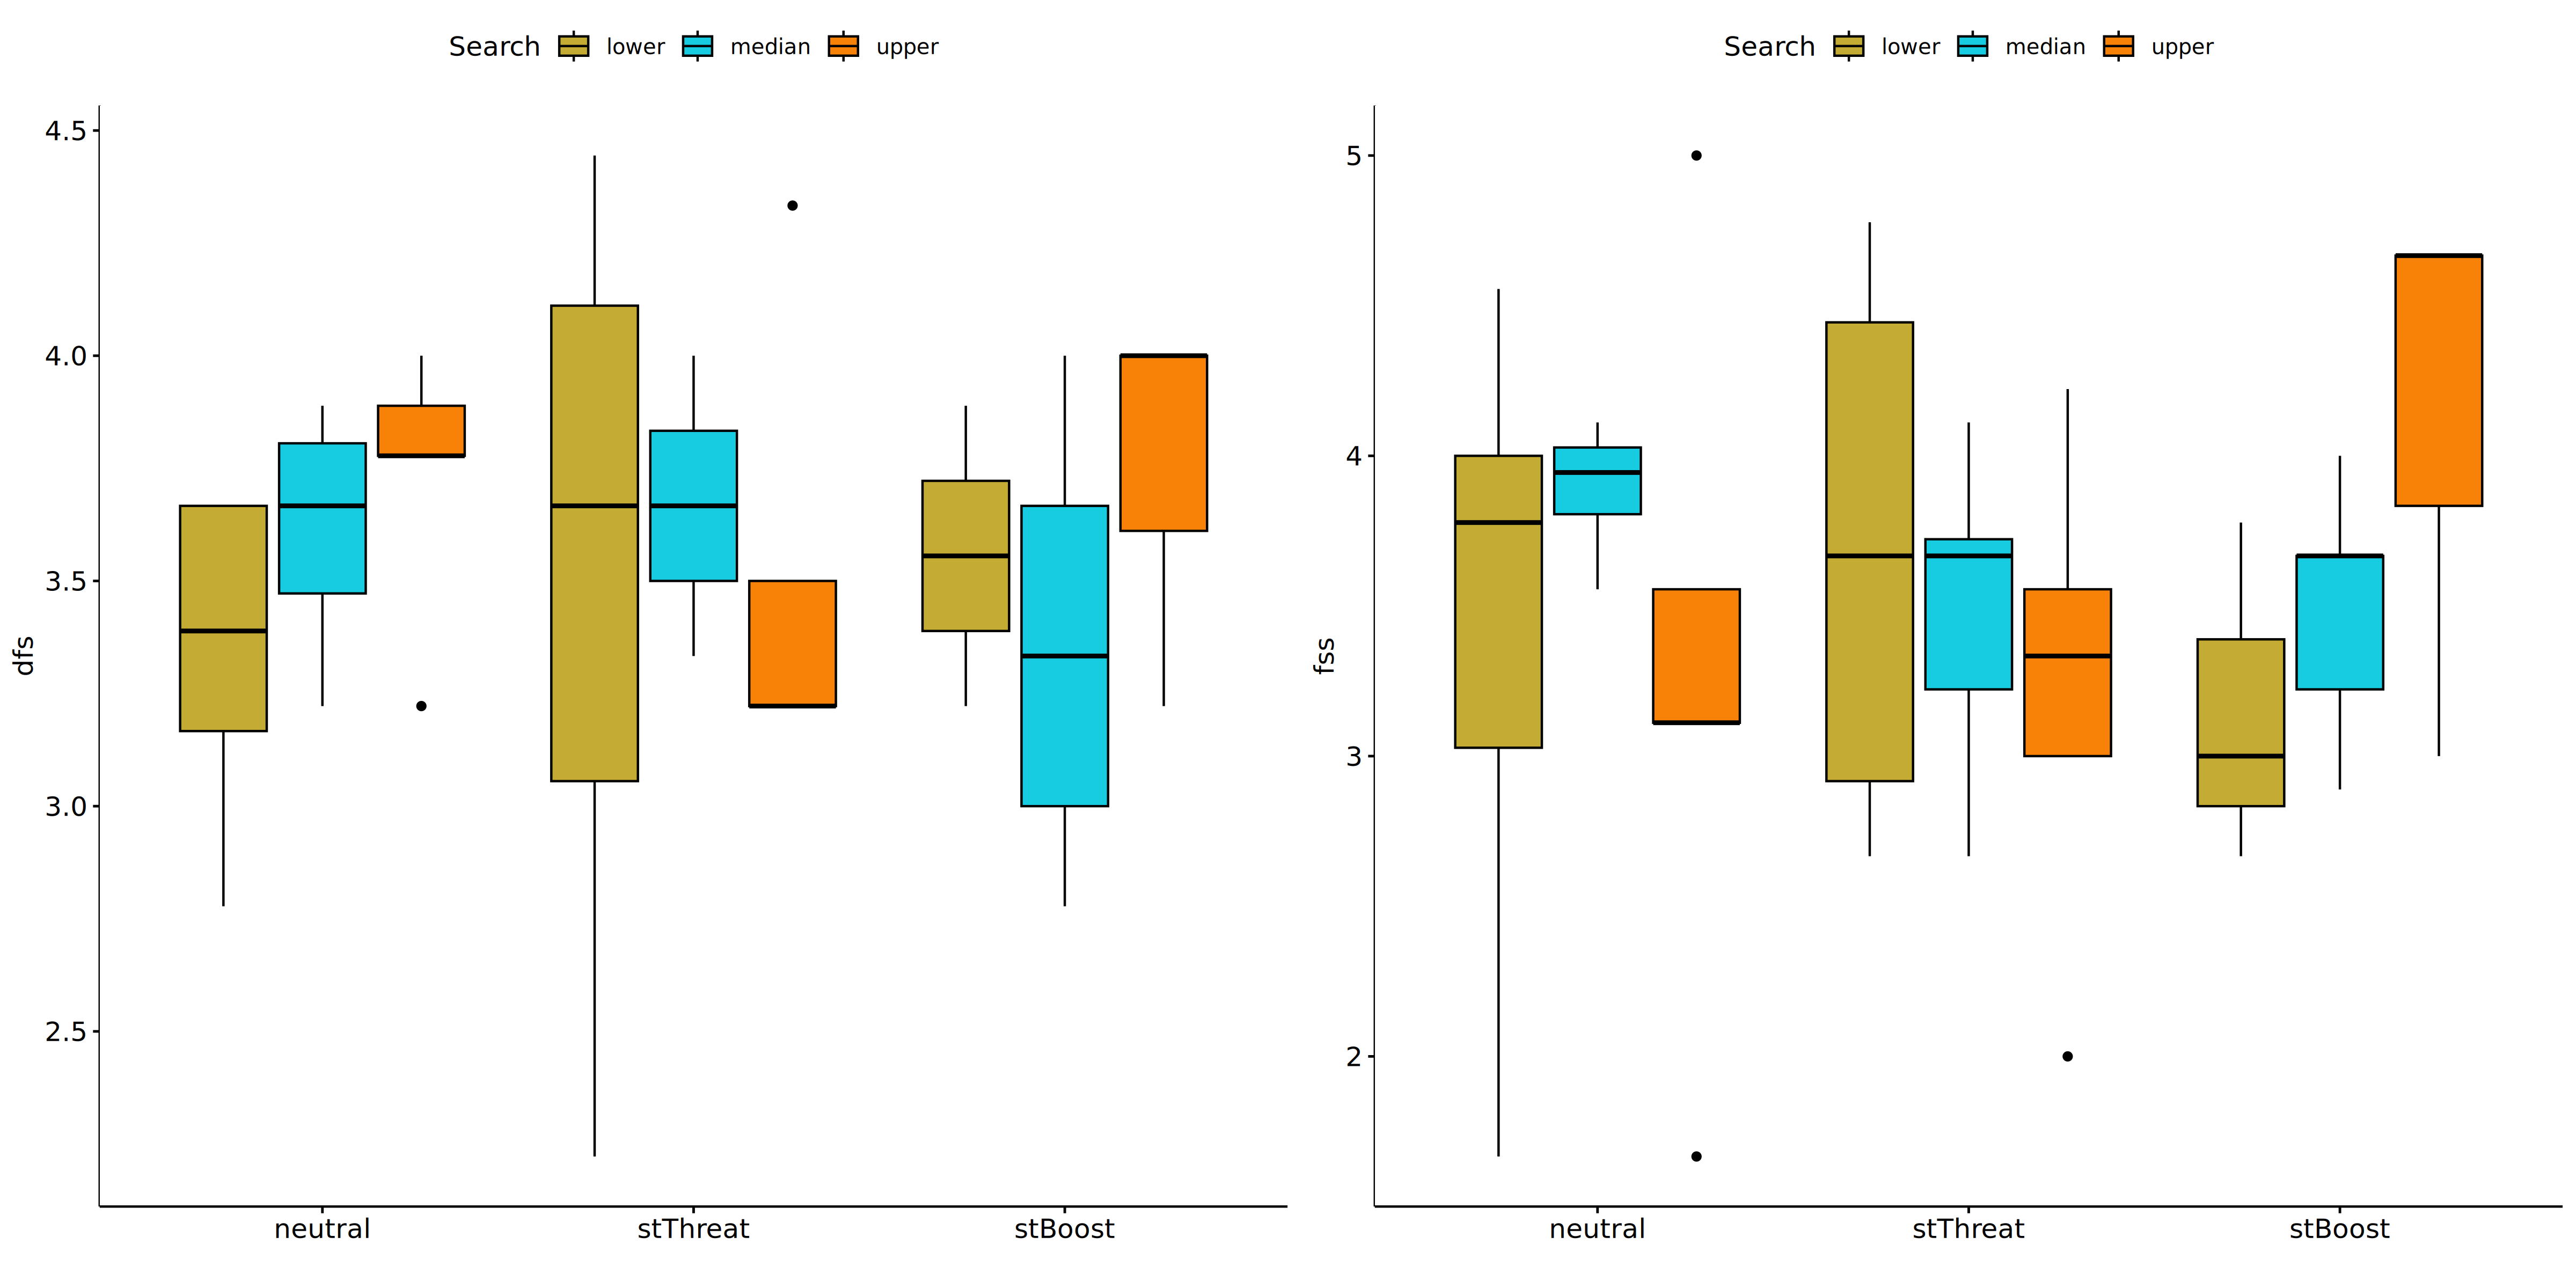 Search lower median upper
4.5
4.0
3.5
3.0
2.5
dfs
neutral stThreat stBoost
Search lower median upper
5
4
3
2
fss
neutral stThreat stBoost